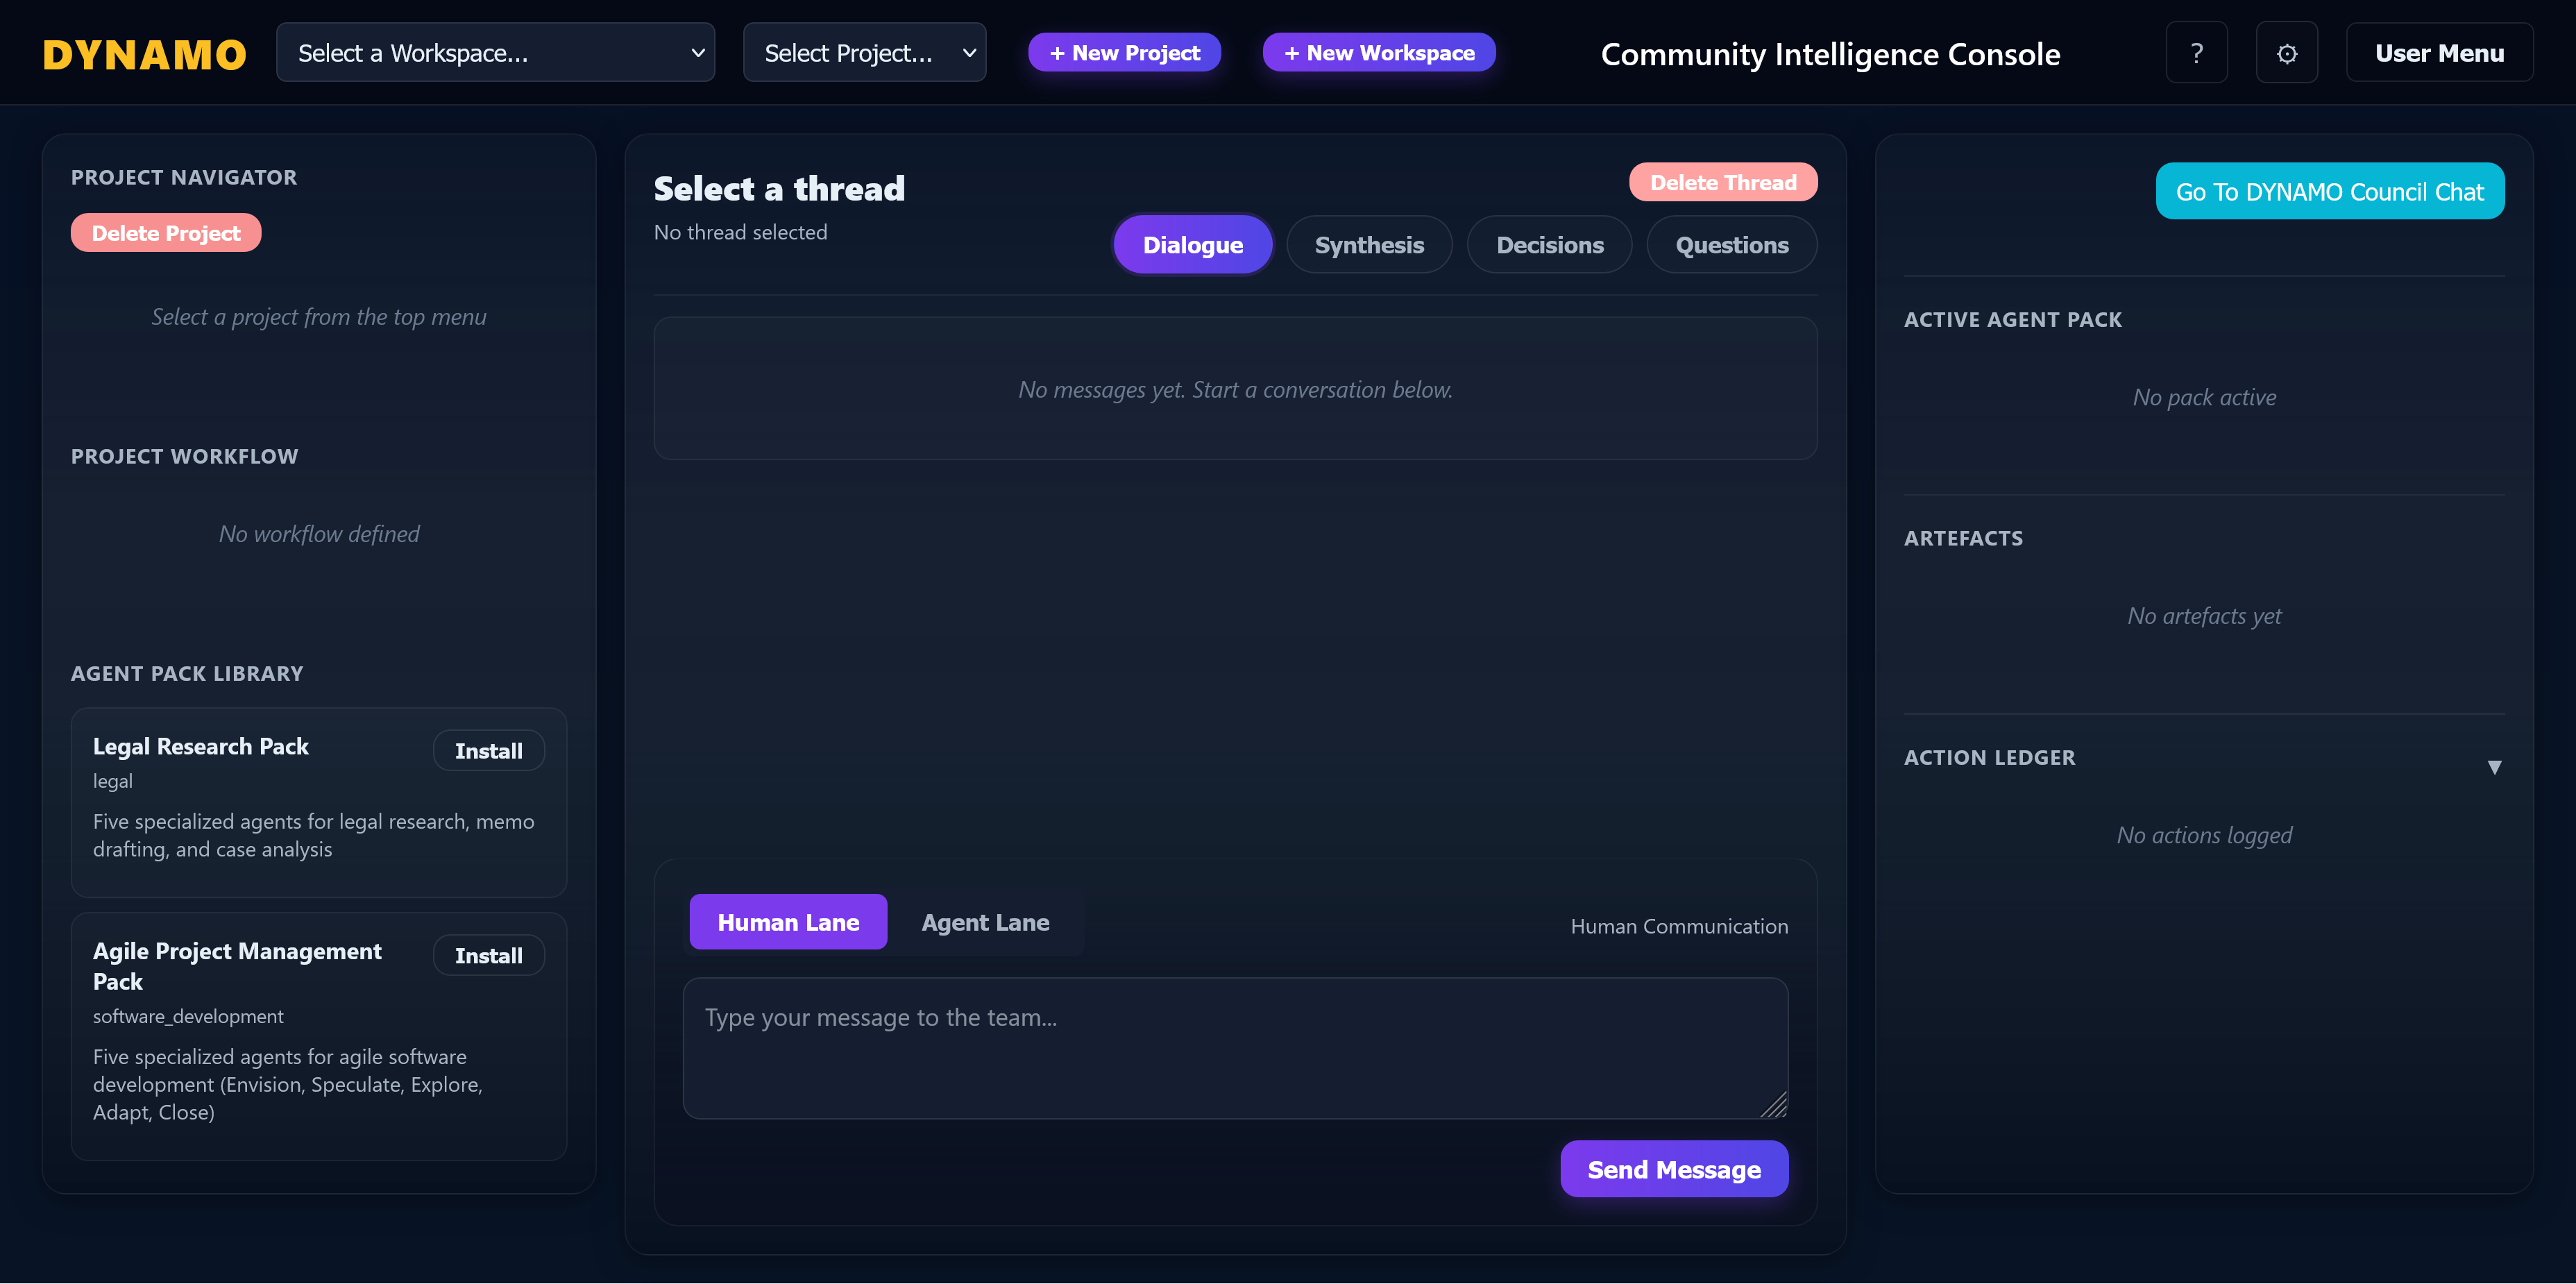 DYNAMO
Select a Workspace...
Select Project...
+ New Project
+ New Workspace
Community Intelligence Console
?
User Menu
PROJECT NAVIGATOR
Delete Project
Select a project from the top menu
PROJECT WORKFLOW
No workflow defined
AGENT PACK LIBRARY
Legal Research Pack
Install
legal
Five specialized agents for legal research, memo
drafting, and case analysis
Agile Project Management
Pack
Install
software_development
Five specialized agents for agile software
development (Envision, Speculate, Explore,
Adapt, Close)
Select a thread
No thread selected
Delete Thread
Dialogue
Synthesis
Decisions
Questions
No messages yet. Start a conversation below.
Human Lane
Agent Lane
Human Communication
Type your message to the team...
Send Message
Go To DYNAMO Council Chat
ACTIVE AGENT PACK
No pack active
ARTEFACTS
No artefacts yet
ACTION LEDGER
▼
No actions logged